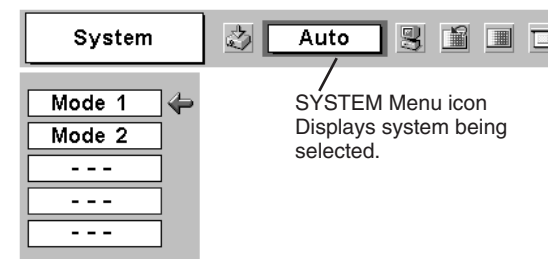 System
Auto
Mode 1
Mode 2
- - -
- - -
- - -
SYSTEM Menu icon
Displays system being
selected.